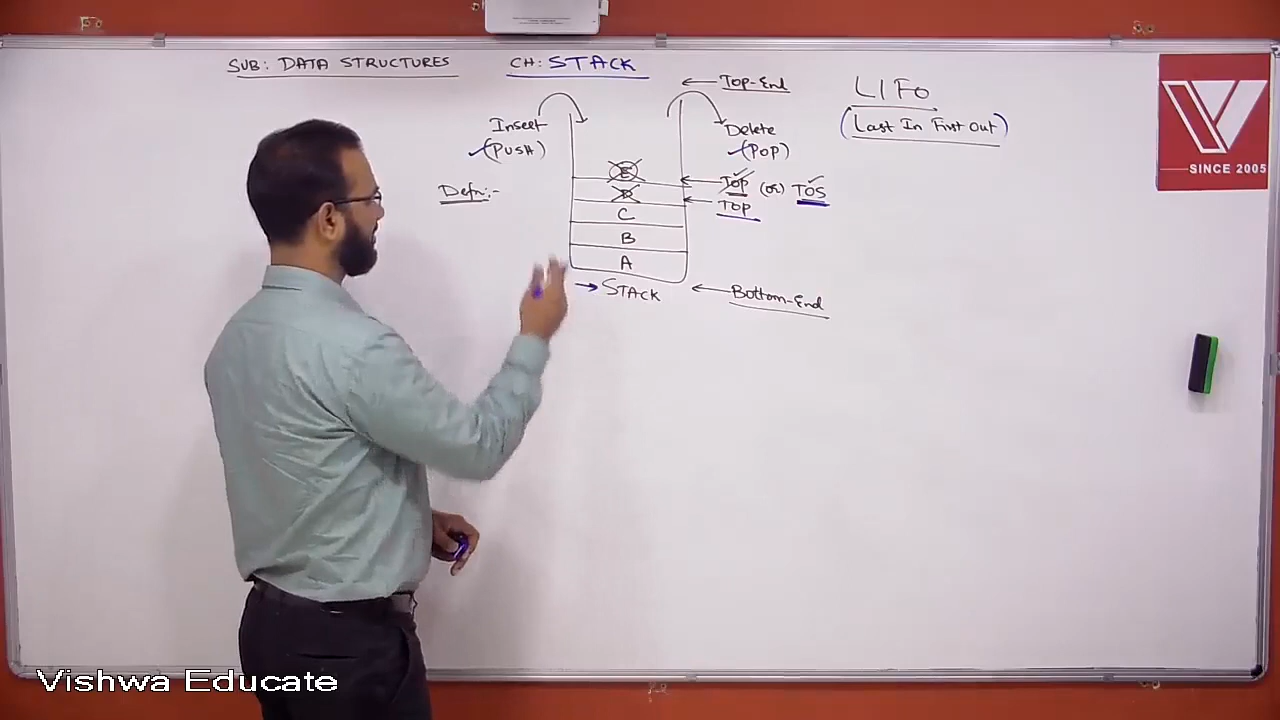 SUB: DATA STRUCTURES CH: STACK
Top-End
LIFO
(Last In First Out)
Insert
(PUSH)
Delete
(POP)
Defn:-
E
TOP (or) TOS
D
TOP
C
B
A
STACK
Bottom-End
SINCE 2005
Vishwa Educate